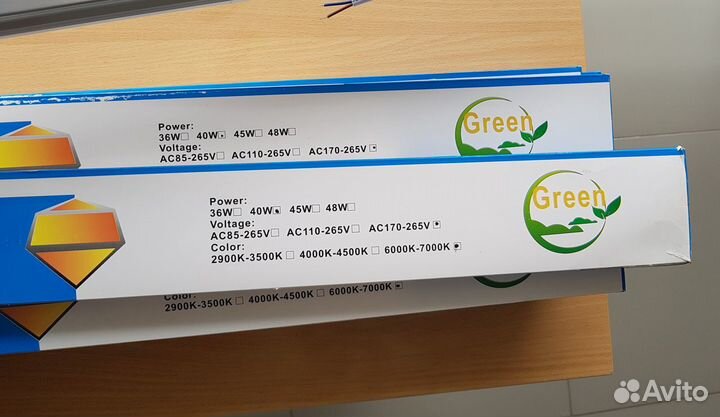 Power:
36W☐ 40W☑ 45W☐ 48W☐
Voltage:
AC85-265V☐ AC110-265V☐ AC170-265V☑
Green
Power:
36W☐ 40W☑ 45W☐ 48W☐
Voltage:
AC85-265V☐ AC110-265V☐ AC170-265V☑
Color:
2900K-3500K☐ 4000K-4500K☐ 6000K-7000K☑
Green
Color:
2900K-3500K☐ 4000K-4500K☐ 6000K-7000K☑
Avito